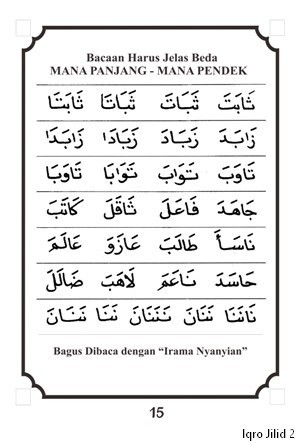 Bacaan Harus Jelas Beda
MANA PANJANG - MANA PENDEK
ثَابَتَ ثَبَاتَ ثَبَاتَا ثَابَتَا
زَابَدَ زَبَادَ زَبَادَا زَابَدَا
تَاوَبَ تَوَابَ تَوَابَا تَاوَبَا
جَاهَدَ فَاعَلَ ثَاقَلَ كَاتَبَ
نَاسَأَ طَالَبَ عَازَوَ عَالَمَ
حَاسَدَ نَاعَمَ لَاهَبَ ضَالَلَ
نَانَنَا نَنَانَ نَنَنَانَ نَنَا نَنَانَ
Bagus Dibaca dengan “Irama Nyanyian”
15
Iqro Jilid 2